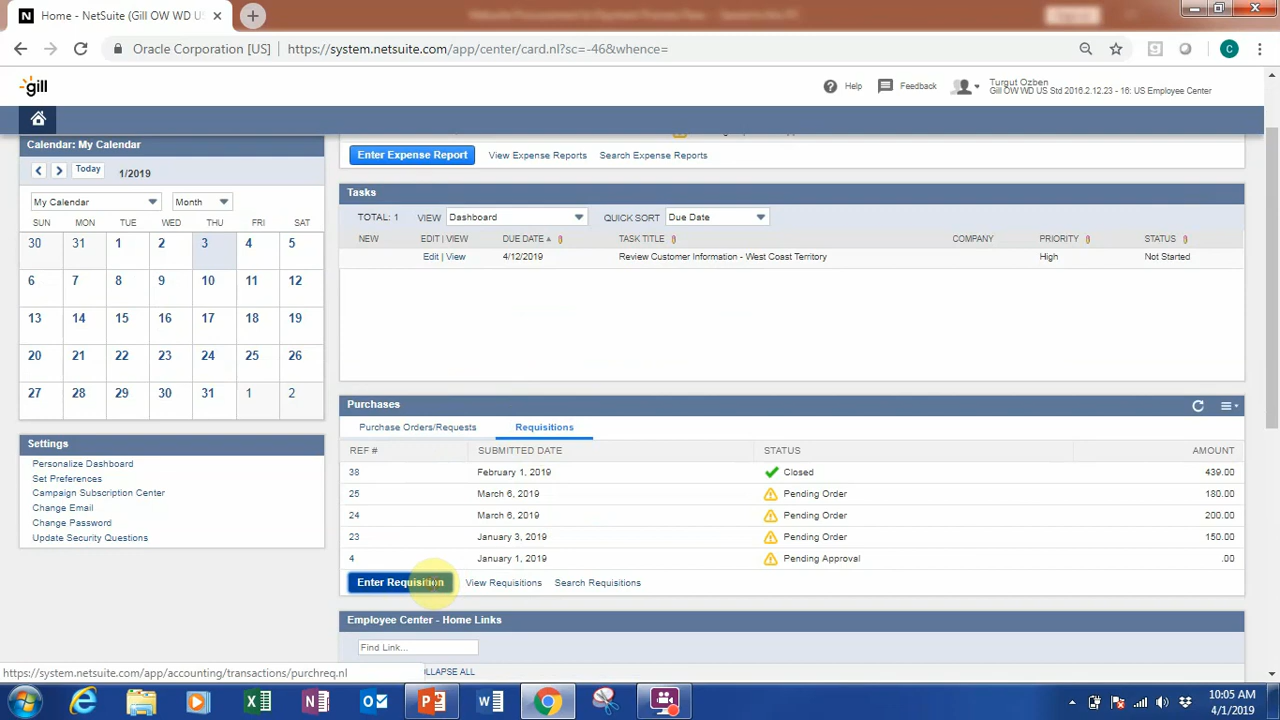 Home - NetSuite (Gill OW WD US
Oracle Corporation [US]
https://system.netsuite.com/app/center/card.nl?sc=-46&whence=
C
gill
Help
Feedback
Turgut Ozben
Gill OW WD US Std 2016.2.12.23 - 16: US Employee Center
Calendar: My Calendar
Today
1/2019
My Calendar
Month
SUN MON TUE WED THU FRI SAT
30 31 1 2 3 4 5
6 7 8 9 10 11 12
13 14 15 16 17 18 19
20 21 22 23 24 25 26
27 28 29 30 31 1 2
Settings
Personalize Dashboard
Set Preferences
Campaign Subscription Center
Change Email
Change Password
Update Security Questions
Enter Expense Report View Expense Reports Search Expense Reports
Tasks
TOTAL: 1 VIEW Dashboard QUICK SORT Due Date
NEW EDIT | VIEW DUE DATE TASK TITLE COMPANY PRIORITY STATUS
Edit | View 4/12/2019 Review Customer Information - West Coast Territory High Not Started
Purchases
Purchase Orders/Requests Requisitions
REF # SUBMITTED DATE STATUS AMOUNT
38 February 1, 2019 Closed 439.00
25 March 6, 2019 Pending Order 180.00
24 March 6, 2019 Pending Order 200.00
23 January 3, 2019 Pending Order 150.00
4 January 1, 2019 Pending Approval .00
Enter Requisition View Requisitions Search Requisitions
Employee Center - Home Links
Find Link...
OLLAPSE ALL
https://system.netsuite.com/app/accounting/transactions/purchreq.nl
10:05 AM
4/1/2019